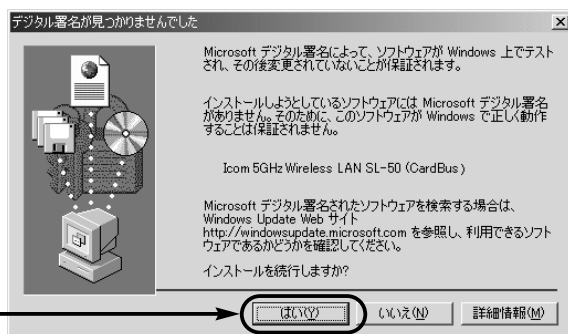 デジタル署名が見つかりませんでした
Microsoft デジタル署名によって、ソフトウェアが Windows 上でテスト
され、その後変更されていないことが保証されます。
インストールしようとしているソフトウェアには Microsoft デジタル署名
がありません。そのために、このソフトウェアが Windows で正しく動作
することは保証されません。
Icom 5GHz Wireless LAN SL-50 (CardBus)
Microsoft デジタル署名されたソフトウェアを検索する場合は、
Windows Update Web サイト
http://windowsupdate.microsoft.com を参照し、利用できるソフト
ウェアであるかどうかを確認してください。
インストールを続行しますか?
はい(Y) いいえ(N) 詳細情報(M)